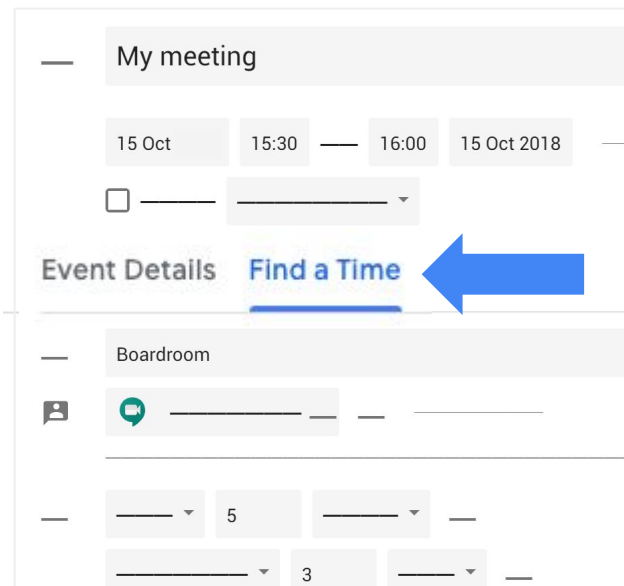 My meeting
15 Oct 15:30 16:00 15 Oct 2018
Event Details Find a Time
Boardroom
5
3